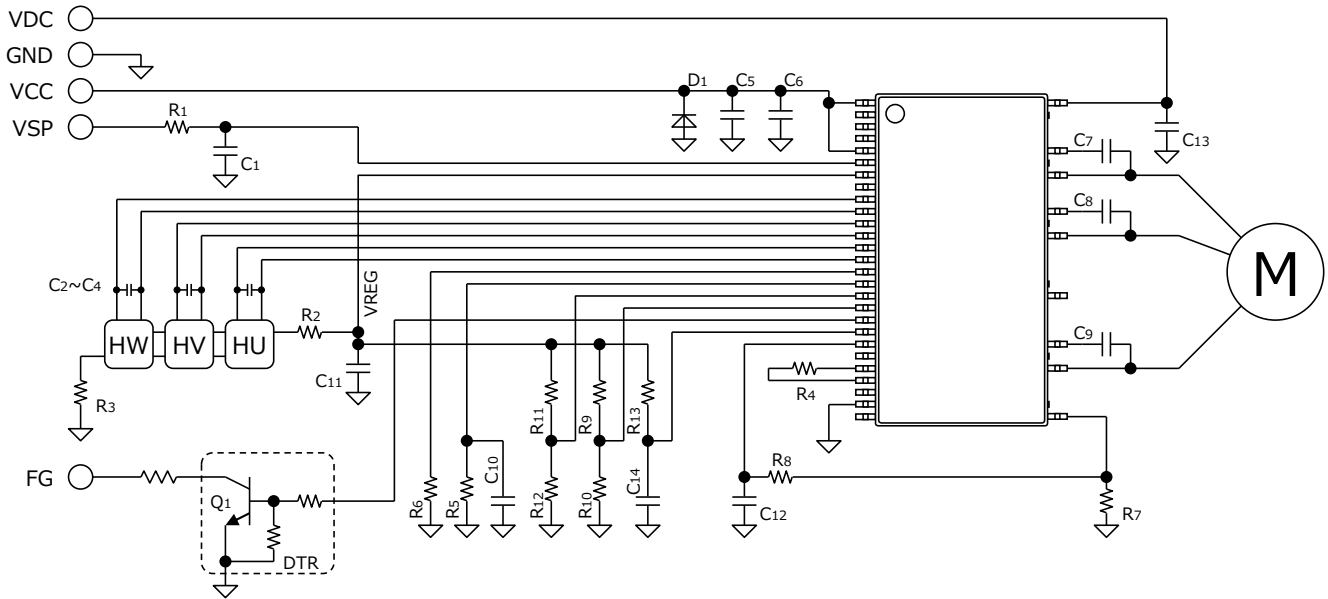 VDC
GND
VCC
VSP
R1
C1
D1
C5
C6
C13
C7
C8
C9
M
C2~C4
HW
HV
HU
R2
VREG
C11
R3
R4
R11
R9
R13
R12
R10
C14
R6
R5
C10
R8
C12
R7
FG
Q1
DTR